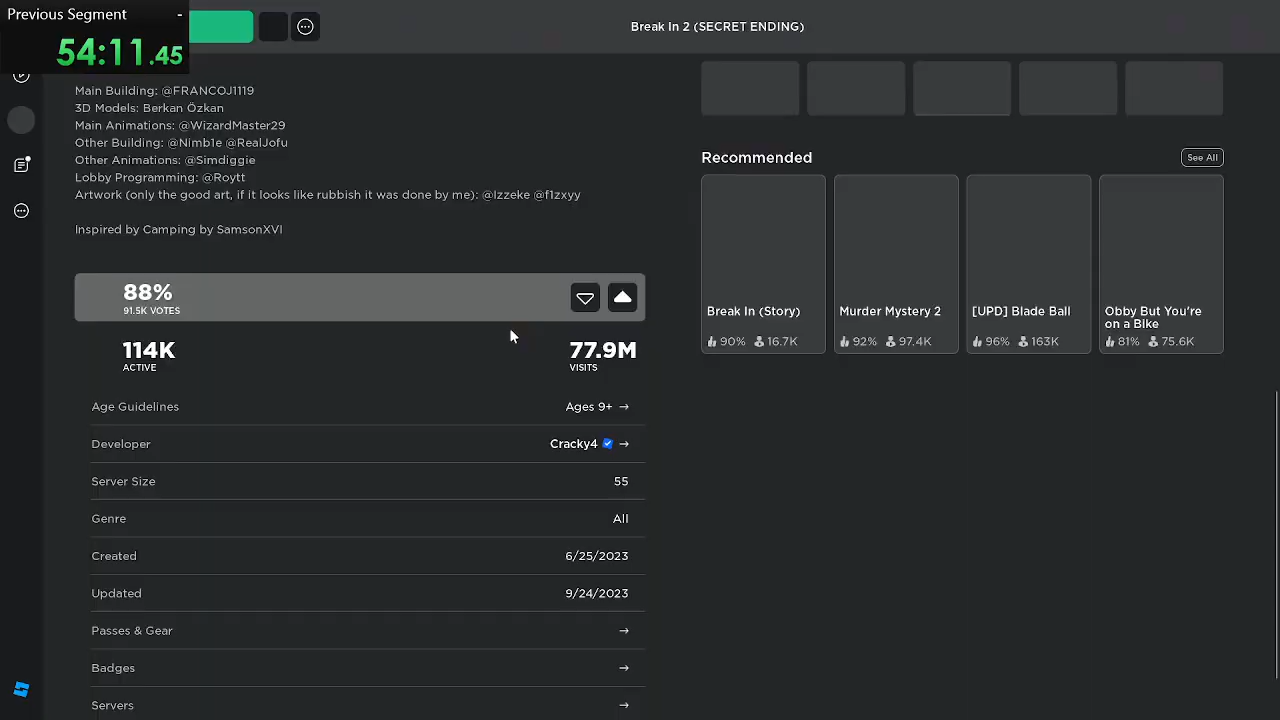 Previous Segment -
54:11.45
Break In 2 (SECRET ENDING)
Main Building: @FRANCOJ1119
3D Models: Berkan Özkan
Main Animations: @WizardMaster29
Other Building: @Nimb1e @RealJofu
Other Animations: @Simdiggie
Lobby Programming: @Roytt
Artwork (only the good art, if it looks like rubbish it was done by me): @Izzeke @f1zxyy
Inspired by Camping by SamsonXVI
88%
91.5K VOTES
114K
ACTIVE
77.9M
VISITS
Age Guidelines Ages 9+ →
Developer Cracky4 →
Server Size 55
Genre All
Created 6/25/2023
Updated 9/24/2023
Passes & Gear →
Badges →
Servers →
Recommended
See All
Break In (Story)
90% 16.7K
Murder Mystery 2
92% 97.4K
[UPD] Blade Ball
96% 163K
Obby But You're
on a Bike
81% 75.6K